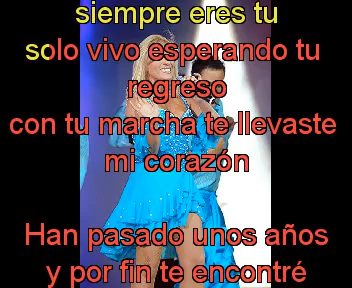 siempre eres tu
solo vivo esperando tu
regreso
con tu marcha te llevaste
mi corazón
Han pasado unos años
y por fin te encontré